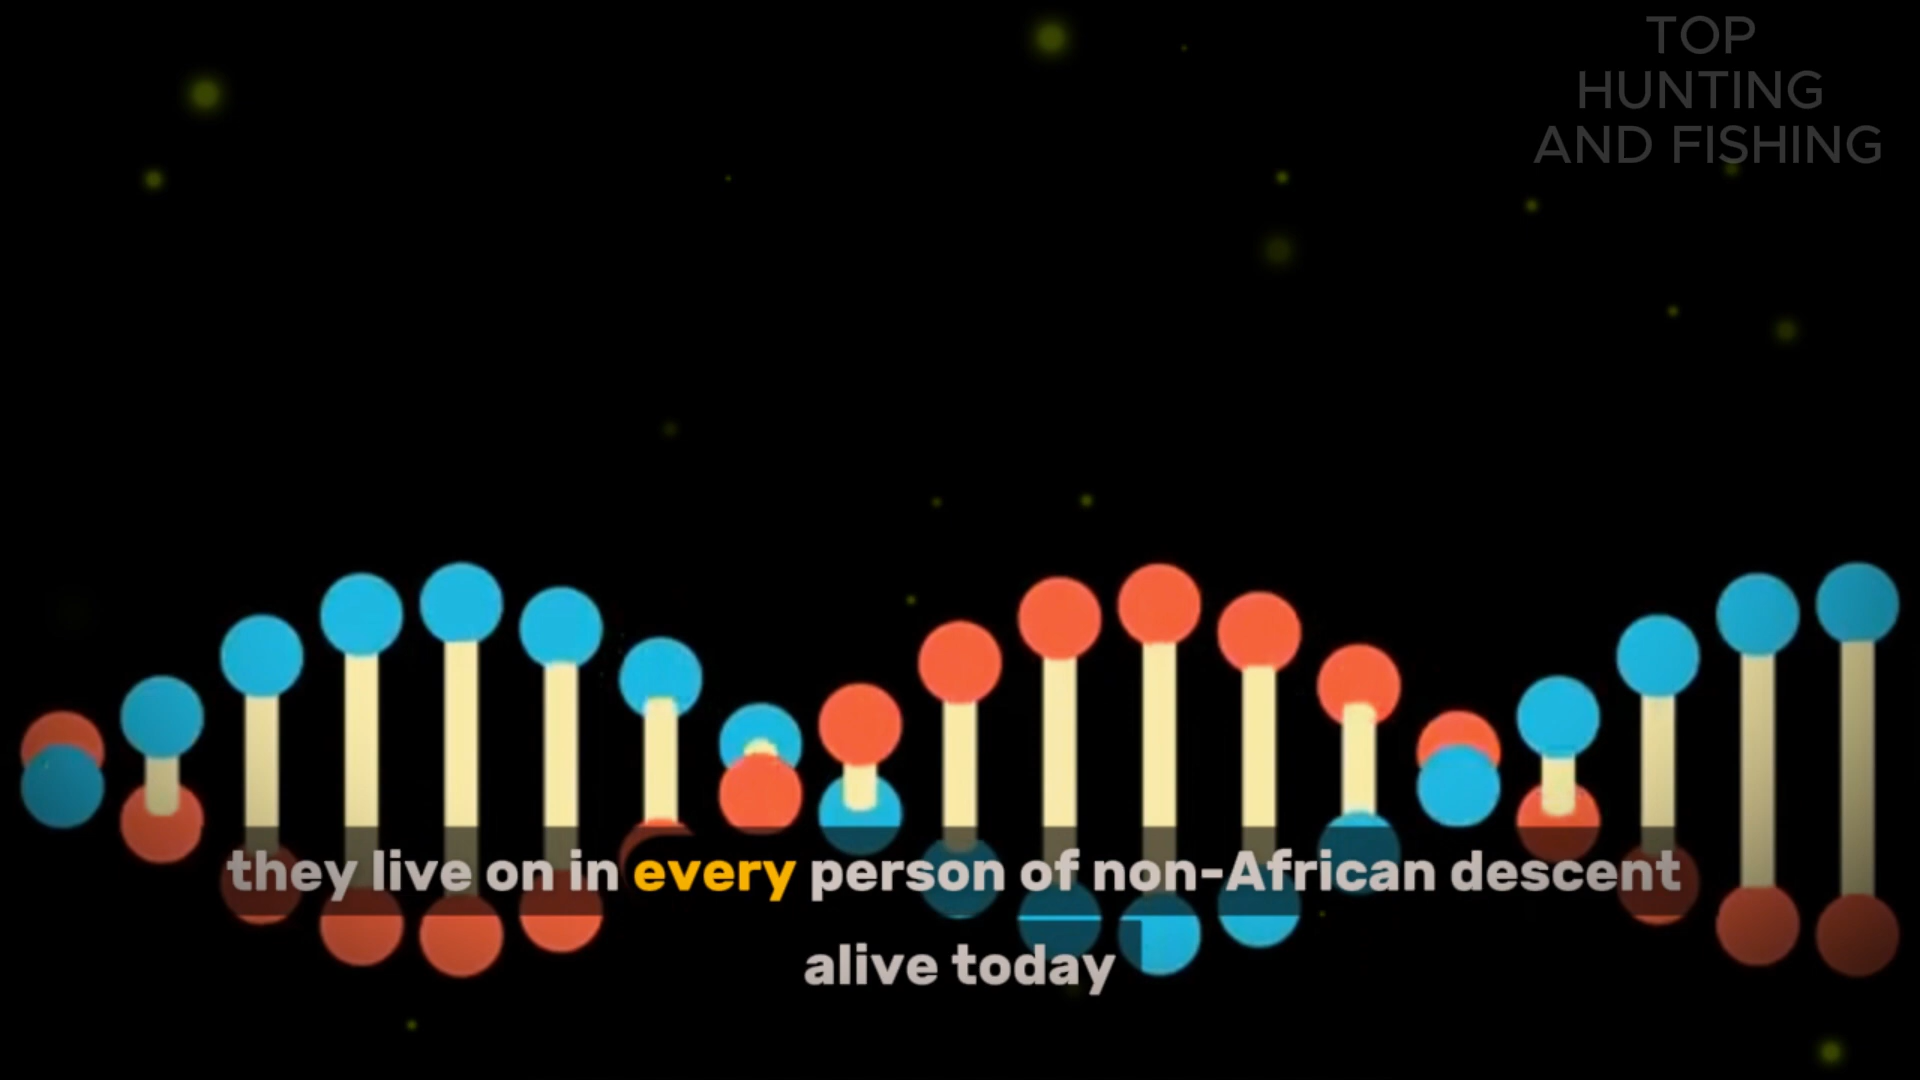 TOP
HUNTING
AND FISHING
they live on in every person of non-African descent
alive today